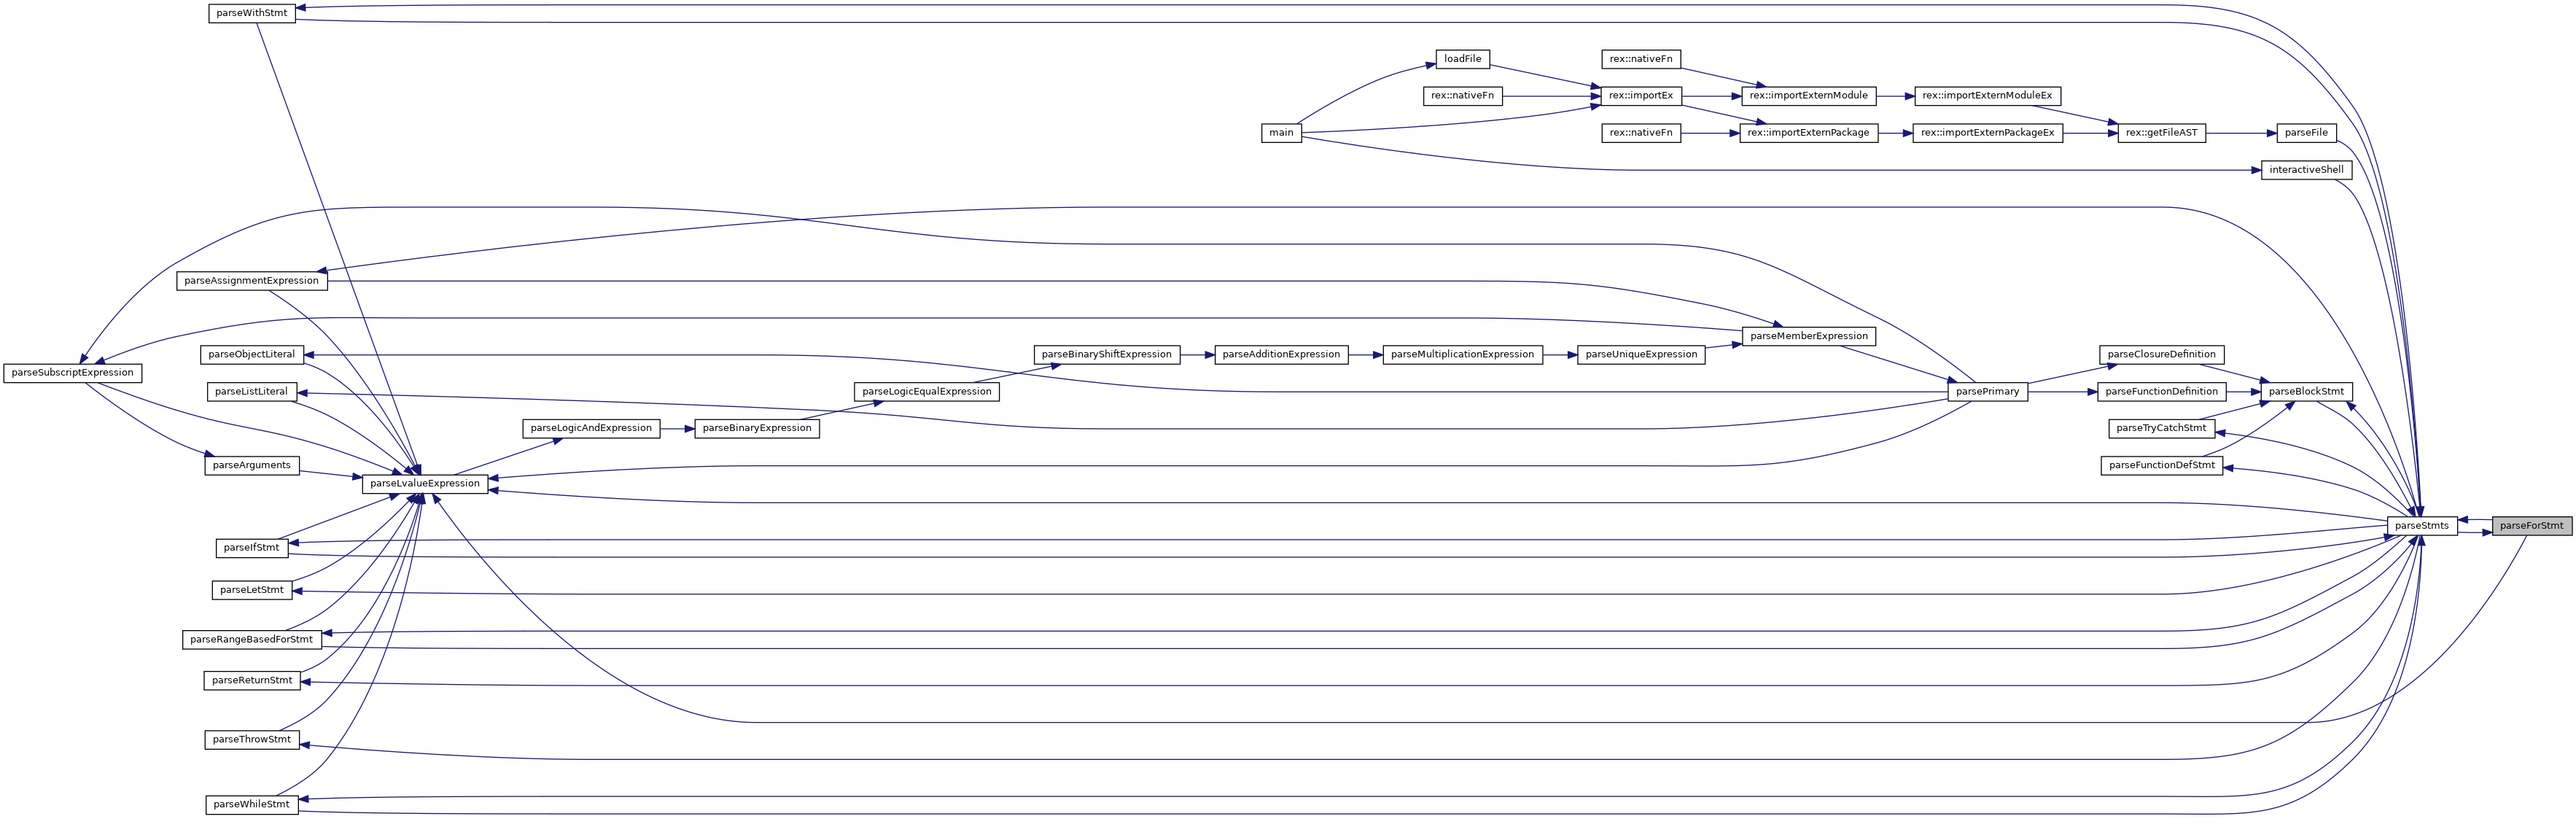 parseWithStmt
loadFile
rex::nativeFn
rex::nativeFn
rex::importEx
rex::importExternModule
rex::importExternModuleEx
main
rex::nativeFn
rex::importExternPackage
rex::importExternPackageEx
rex::getFileAST
parseFile
interactiveShell
parseAssignmentExpression
parseMemberExpression
parseObjectLiteral
parseBinaryShiftExpression
parseAdditionExpression
parseMultiplicationExpression
parseUniqueExpression
parseClosureDefinition
parseSubscriptExpression
parseListLiteral
parseLogicEqualExpression
parsePrimary
parseFunctionDefinition
parseBlockStmt
parseLogicAndExpression
parseBinaryExpression
parseTryCatchStmt
parseArguments
parseFunctionDefStmt
parseLvalueExpression
parseStmts
parseForStmt
parseIfStmt
parseLetStmt
parseRangeBasedForStmt
parseReturnStmt
parseThrowStmt
parseWhileStmt